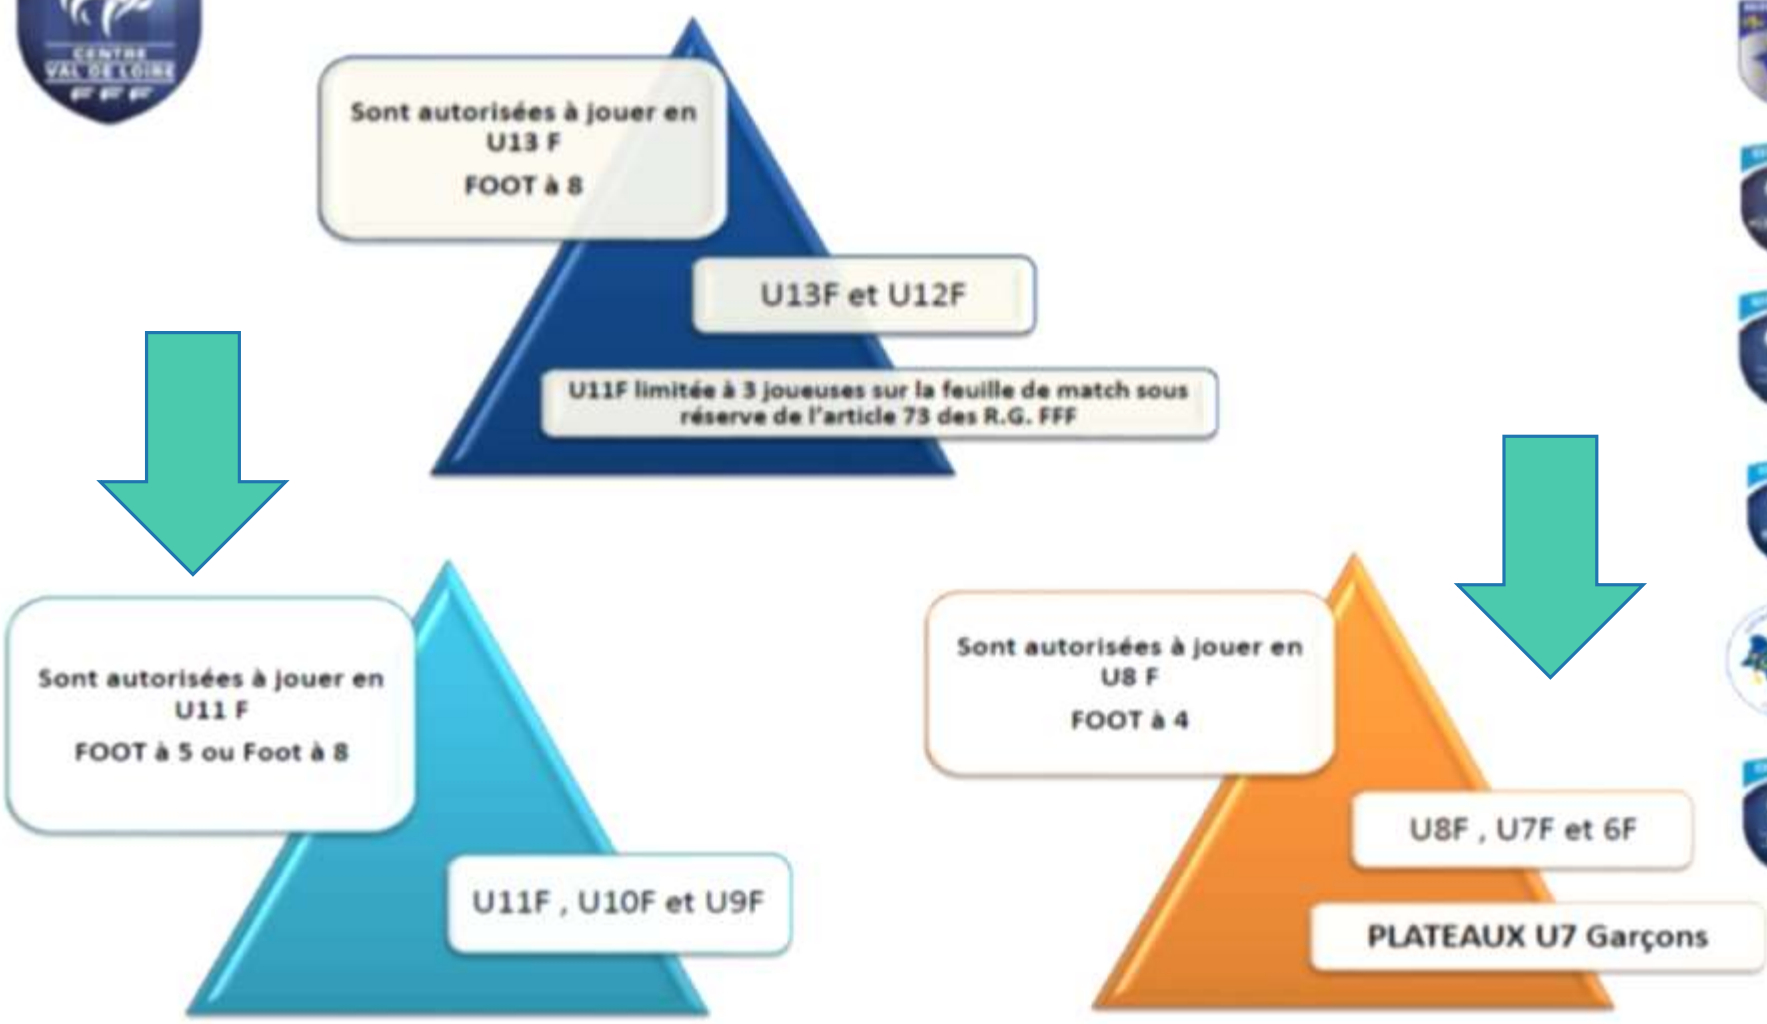 CENTRE
VAL DE LOIRE
FFF
Sont autorisées à jouer en
U13 F
FOOT à 8
U13F et U12F
U11F limitée à 3 joueuses sur la feuille de match sous
réserve de l'article 73 des R.G. FFF
Sont autorisées à jouer en
U11 F
FOOT à 5 ou Foot à 8
U11F , U10F et U9F
Sont autorisées à jouer en
U8 F
FOOT à 4
U8F , U7F et 6F
PLATEAUX U7 Garçons